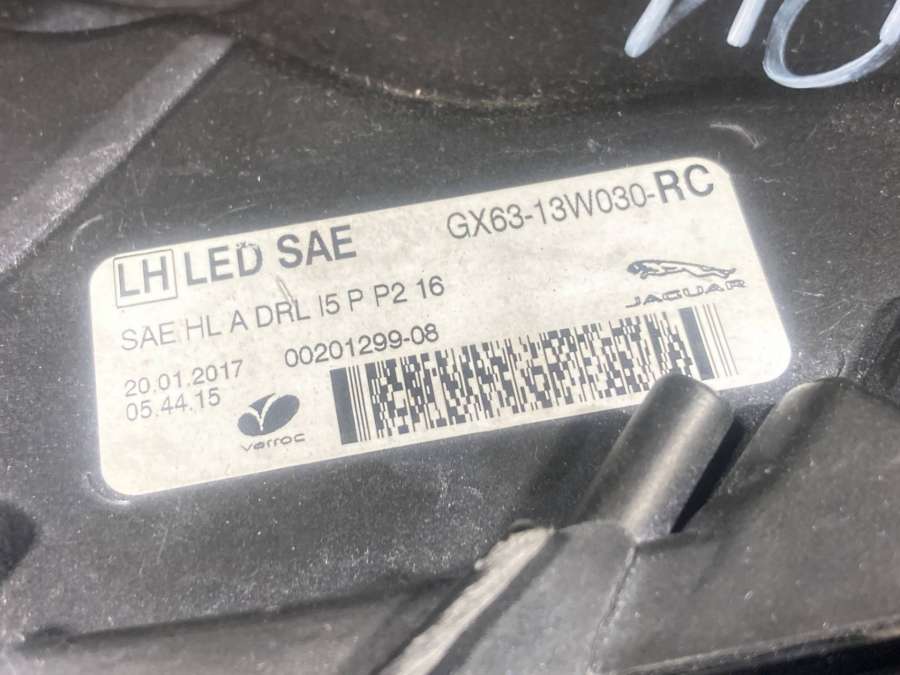 LH LED SAE GX63-13W030-RC
SAE HL A DRL I5 P P2 16
JAGUAR
20.01.2017 00201299-08
05.44.15
varroc